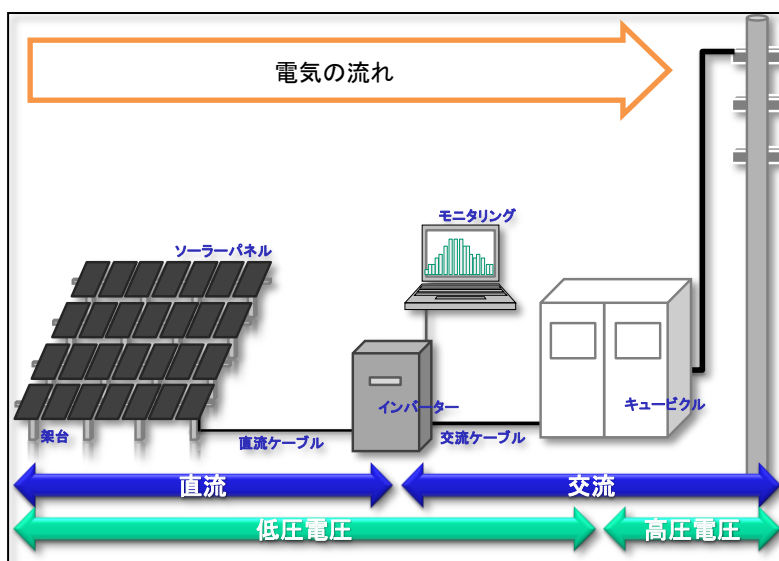 電気の流れ
モニタリング
ソーラーパネル
インバーター
キュービクル
架台
直流ケーブル
交流ケーブル
直流
交流
低圧電圧
高圧電圧